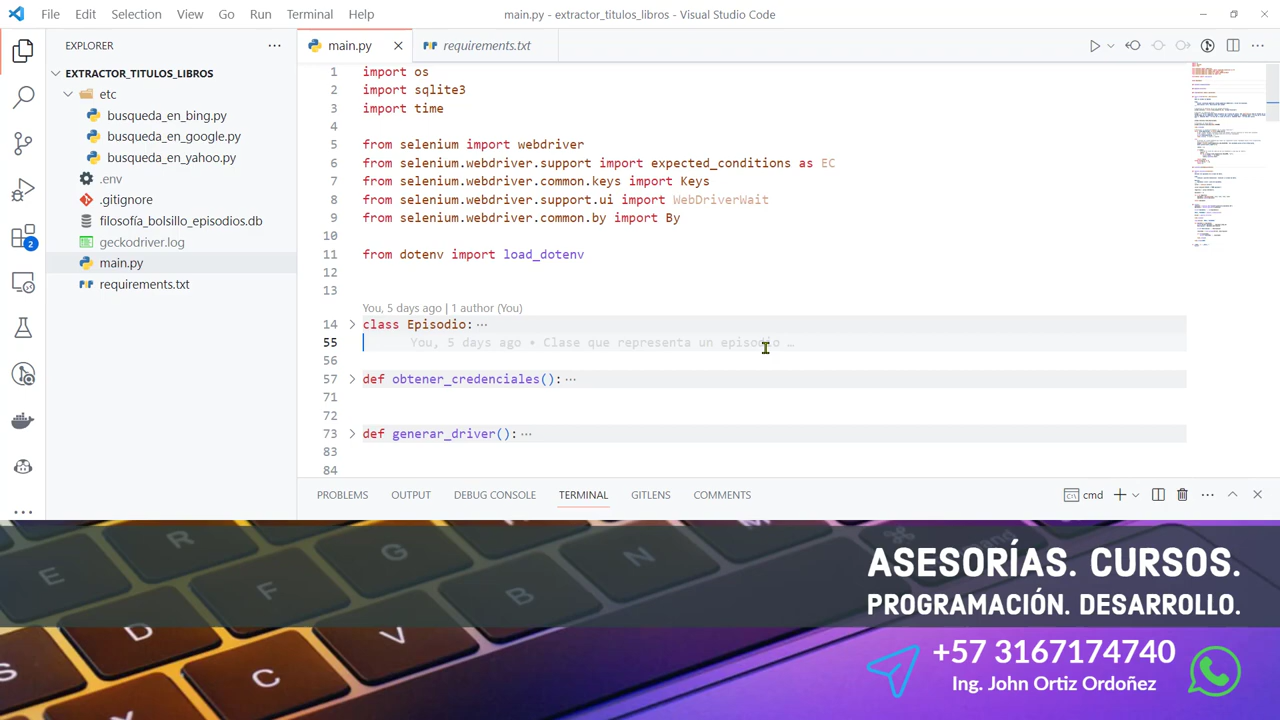 File Edit Selection View Go Run Terminal Help
main.py - extractor_titulos_libros - Visual Studio Code
EXPLORER
EXTRACTOR_TITULOS_LIBROS
etc
busqueda_en_bing.py
busqueda_en_google.py
busqueda_en_yahoo.py
.env
.gitignore
filosofía_bolsillo_episodios.db
geckodriver.log
main.py
requirements.txt
2
main.py requirements.txt
1 import os
2 import sqlite3
3 import time
4
5 from selenium import webdriver
6 from selenium.webdriver.support import expected_conditions as EC
7 from selenium.webdriver.common.keys import Keys
8 from selenium.webdriver.support.ui import WebDriverWait
9 from selenium.webdriver.common.by import By
10
11 from dotenv import load_dotenv
12
13
You, 5 days ago | 1 author (You)
14 class Episodio: ···
55 You, 5 days ago • Clase que representa un episodio …
56
57 def obtener_credenciales(): ···
71
72
73 def generar_driver(): ···
83
84
PROBLEMS OUTPUT DEBUG CONSOLE TERMINAL GITLENS COMMENTS
cmd
ASESORÍAS. CURSOS.
PROGRAMACIÓN. DESARROLLO.
+57 3167174740
Ing. John Ortiz Ordoñez